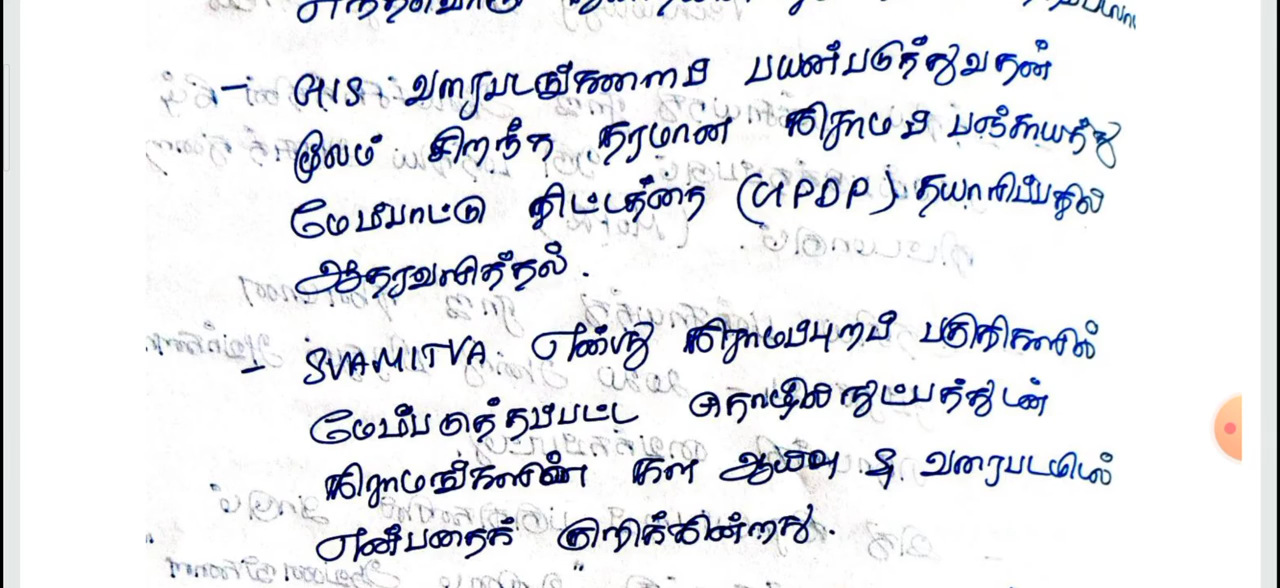 - GIS வரைபடங்களைப் பயன்படுத்துவதன்
மூலம் சிறந்த தரமான கிராமப் பஞ்சாயத்து
மேம்பாட்டு திட்டத்தை (GPDP) தயாரிப்பதில்
ஆதரவளித்தல்.
- SVAMITVA என்பது கிராமப்புறப் பகுதிகளில்
மேம்படுத்தப்பட்ட தொழில்நுட்பத்துடன்
கிராமங்களின் கள ஆய்வு & வரைபடமிடல்
என்பதைக் குறிக்கின்றது.